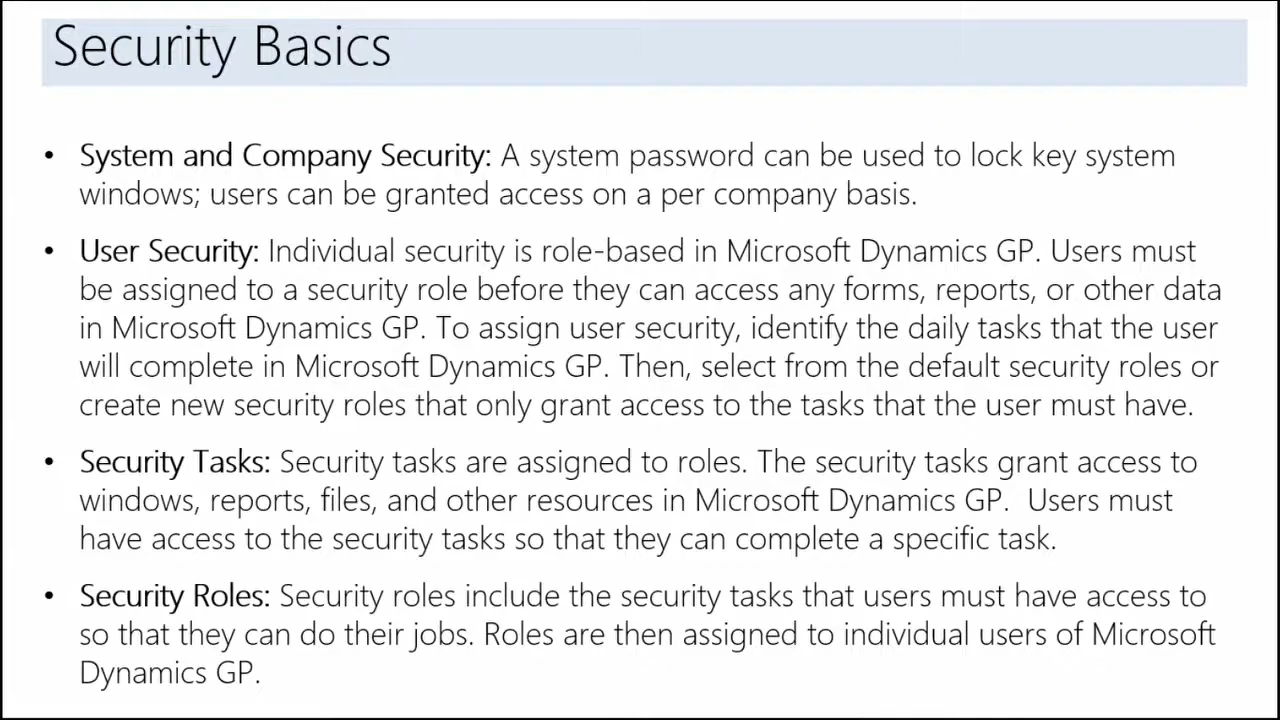 Security Basics
• System and Company Security: A system password can be used to lock key system
windows; users can be granted access on a per company basis.
• User Security: Individual security is role-based in Microsoft Dynamics GP. Users must
be assigned to a security role before they can access any forms, reports, or other data
in Microsoft Dynamics GP. To assign user security, identify the daily tasks that the user
will complete in Microsoft Dynamics GP. Then, select from the default security roles or
create new security roles that only grant access to the tasks that the user must have.
• Security Tasks: Security tasks are assigned to roles. The security tasks grant access to
windows, reports, files, and other resources in Microsoft Dynamics GP.  Users must
have access to the security tasks so that they can complete a specific task.
• Security Roles: Security roles include the security tasks that users must have access to
so that they can do their jobs. Roles are then assigned to individual users of Microsoft
Dynamics GP.